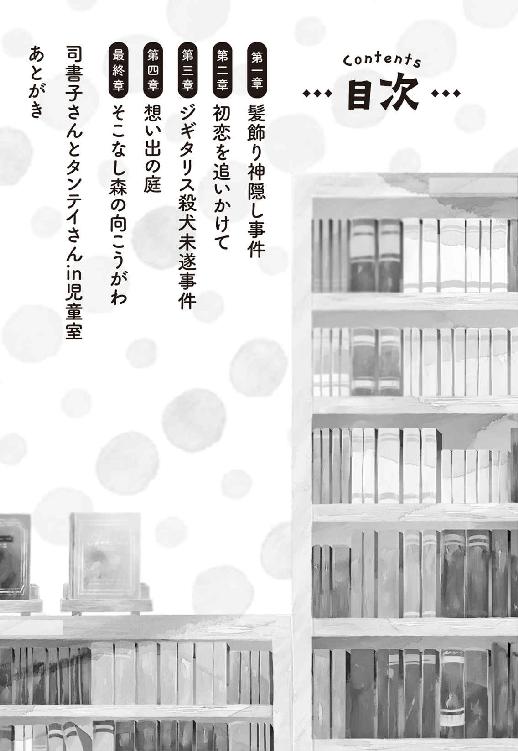 Contents
目次
第一章 髪飾り神隠し事件
第二章 初恋を追いかけて
第三章 ジギタリス殺犬未遂事件
第四章 想い出の庭
最終章 そこなし森の向こうがわ
司書子さんとタンテイさんin児童室
あとがき